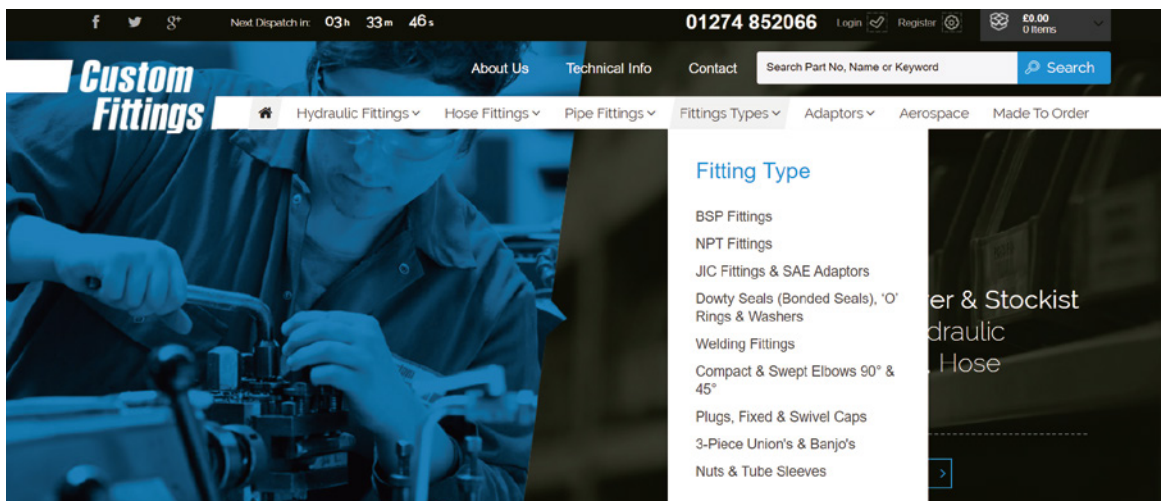 f g+ Next Dispatch in: 03 h 33 m 46 s 01274 852066 Login Register £0.00
0 Items
Custom
Fittings
About Us Technical Info Contact Search Part No, Name or Keyword Search
Hydraulic Fittings Hose Fittings Pipe Fittings Fittings Types Adaptors Aerospace Made To Order
Fitting Type
BSP Fittings
NPT Fittings
JIC Fittings & SAE Adaptors
Dowty Seals (Bonded Seals), 'O'
Rings & Washers
Welding Fittings
Compact & Swept Elbows 90° &
45°
Plugs, Fixed & Swivel Caps
3-Piece Union's & Banjo's
Nuts & Tube Sleeves
er & Stockist
draulic
Hose